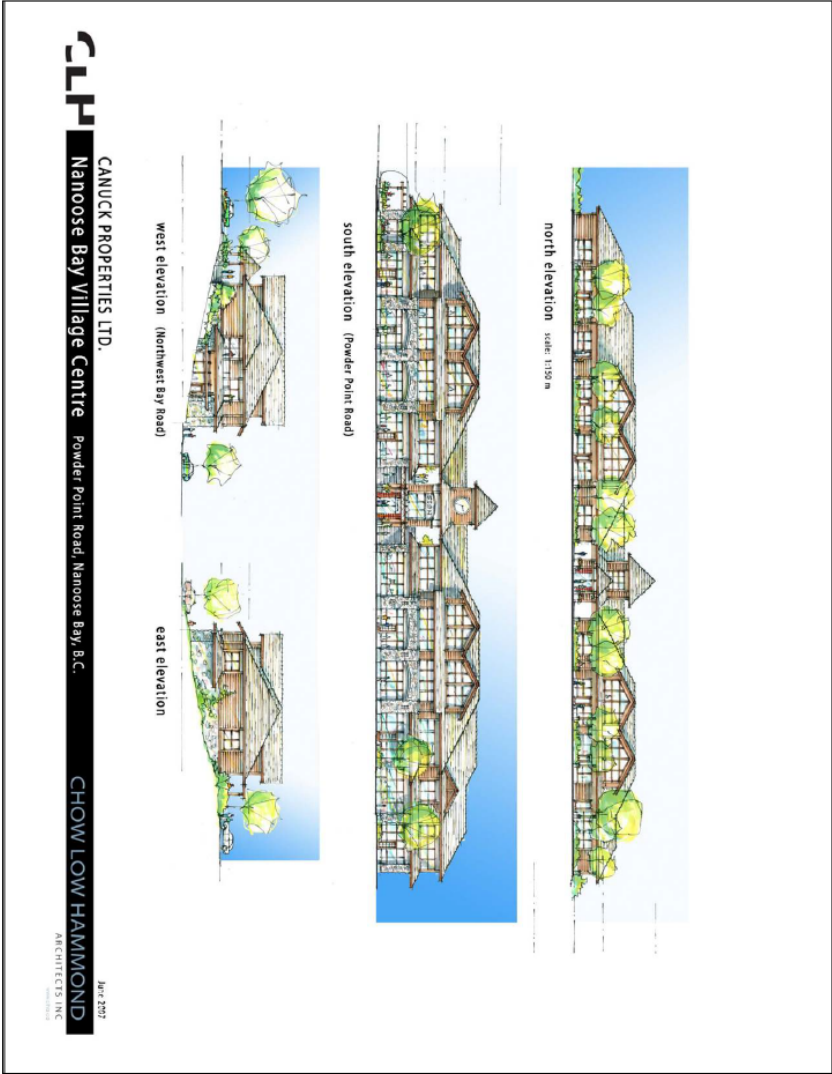 north elevation scale: 1:150 m
south elevation (Powder Point Road)
west elevation (Northwest Bay Road)
east elevation
CANUCK PROPERTIES LTD.
June 2007
CLH
Nanoose Bay Village Centre Powder Point Road, Nanoose Bay, B.C.
CHOW LOW HAMMOND
ARCHITECTS INC